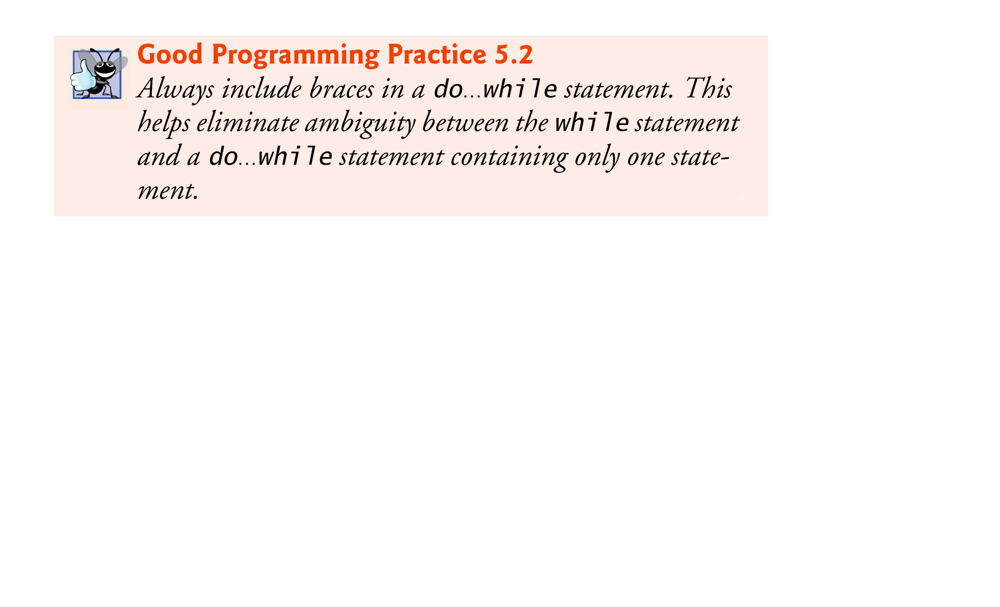 Good Programming Practice 5.2
Always include braces in a do…while statement. This
helps eliminate ambiguity between the while statement
and a do…while statement containing only one state-
ment.